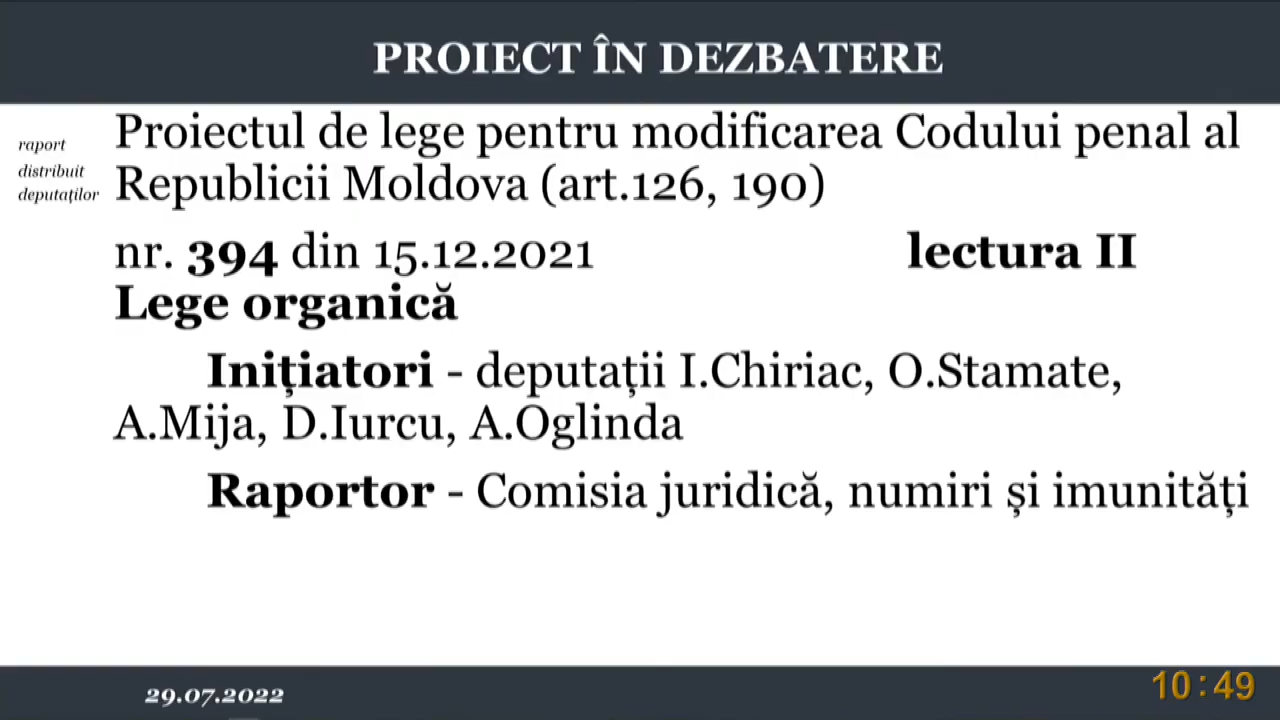 PROIECT ÎN DEZBATERE
raport
distribuit
deputaților
Proiectul de lege pentru modificarea Codului penal al
Republicii Moldova (art.126, 190)
nr. 394 din 15.12.2021 lectura II
Lege organică
Inițiatori - deputații I.Chiriac, O.Stamate,
A.Mija, D.Iurcu, A.Oglinda
Raportor - Comisia juridică, numiri și imunități
29.07.2022
10:49